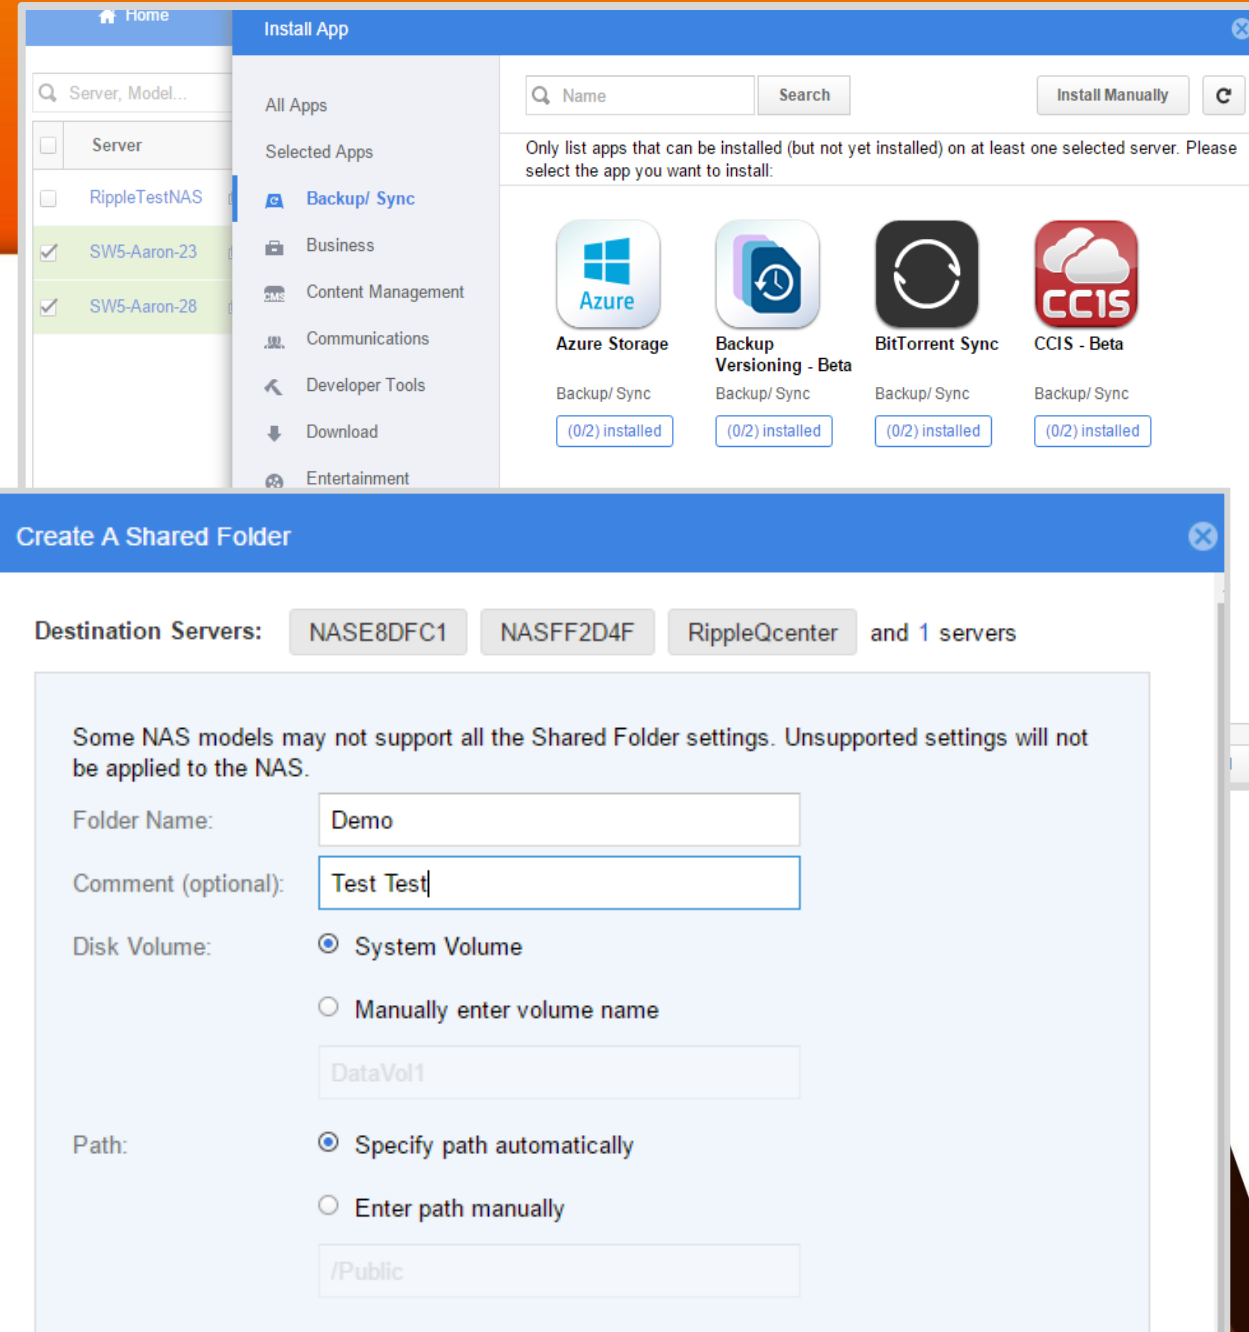 Home
Install App
Server, Model...
Server
RippleTestNAS
SW5-Aaron-23
SW5-Aaron-28
All Apps
Selected Apps
Backup/ Sync
Business
CMS
Content Management
Communications
Developer Tools
Download
Entertainment
Name
Search
Install Manually
Only list apps that can be installed (but not yet installed) on at least one selected server. Please
select the app you want to install:
Azure
CCIS
Azure Storage
Backup
Versioning - Beta
BitTorrent Sync
CCIS - Beta
Backup/ Sync
Backup/ Sync
Backup/ Sync
Backup/ Sync
(0/2) installed
(0/2) installed
(0/2) installed
(0/2) installed
Create A Shared Folder
Destination Servers: NASE8DFC1 NASFF2D4F RippleQcenter and 1 servers
Some NAS models may not support all the Shared Folder settings. Unsupported settings will not
be applied to the NAS.
Folder Name: Demo
Comment (optional): Test Test
Disk Volume: System Volume
Manually enter volume name
DataVol1
Path: Specify path automatically
Enter path manually
/Public